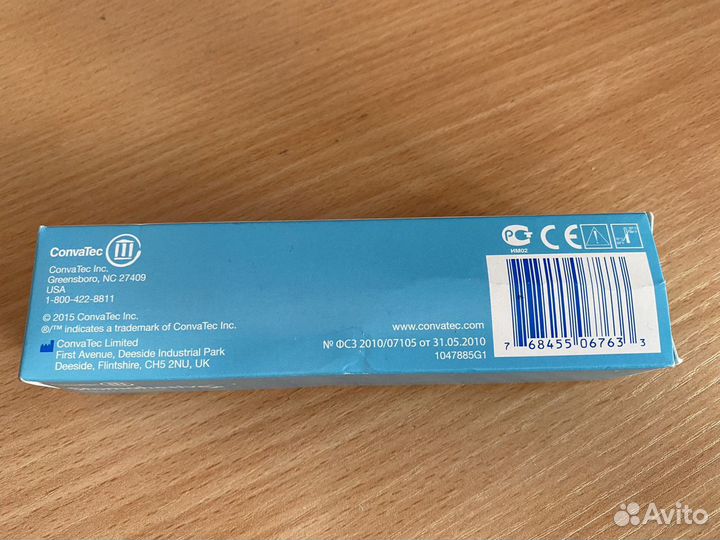 ConvaTec
ConvaTec Inc.
Greensboro, NC 27409
USA
1-800-422-8811
© 2015 ConvaTec Inc.
®/™ indicates a trademark of ConvaTec Inc.
ConvaTec Limited
First Avenue, Deeside Industrial Park
Deeside, Flintshire, CH5 2NU, UK
ИМ02
CE
www.convatec.com
№ ФСЗ 2010/07105 от 31.05.2010
1047885G1
7 68455 06763 3
Avito